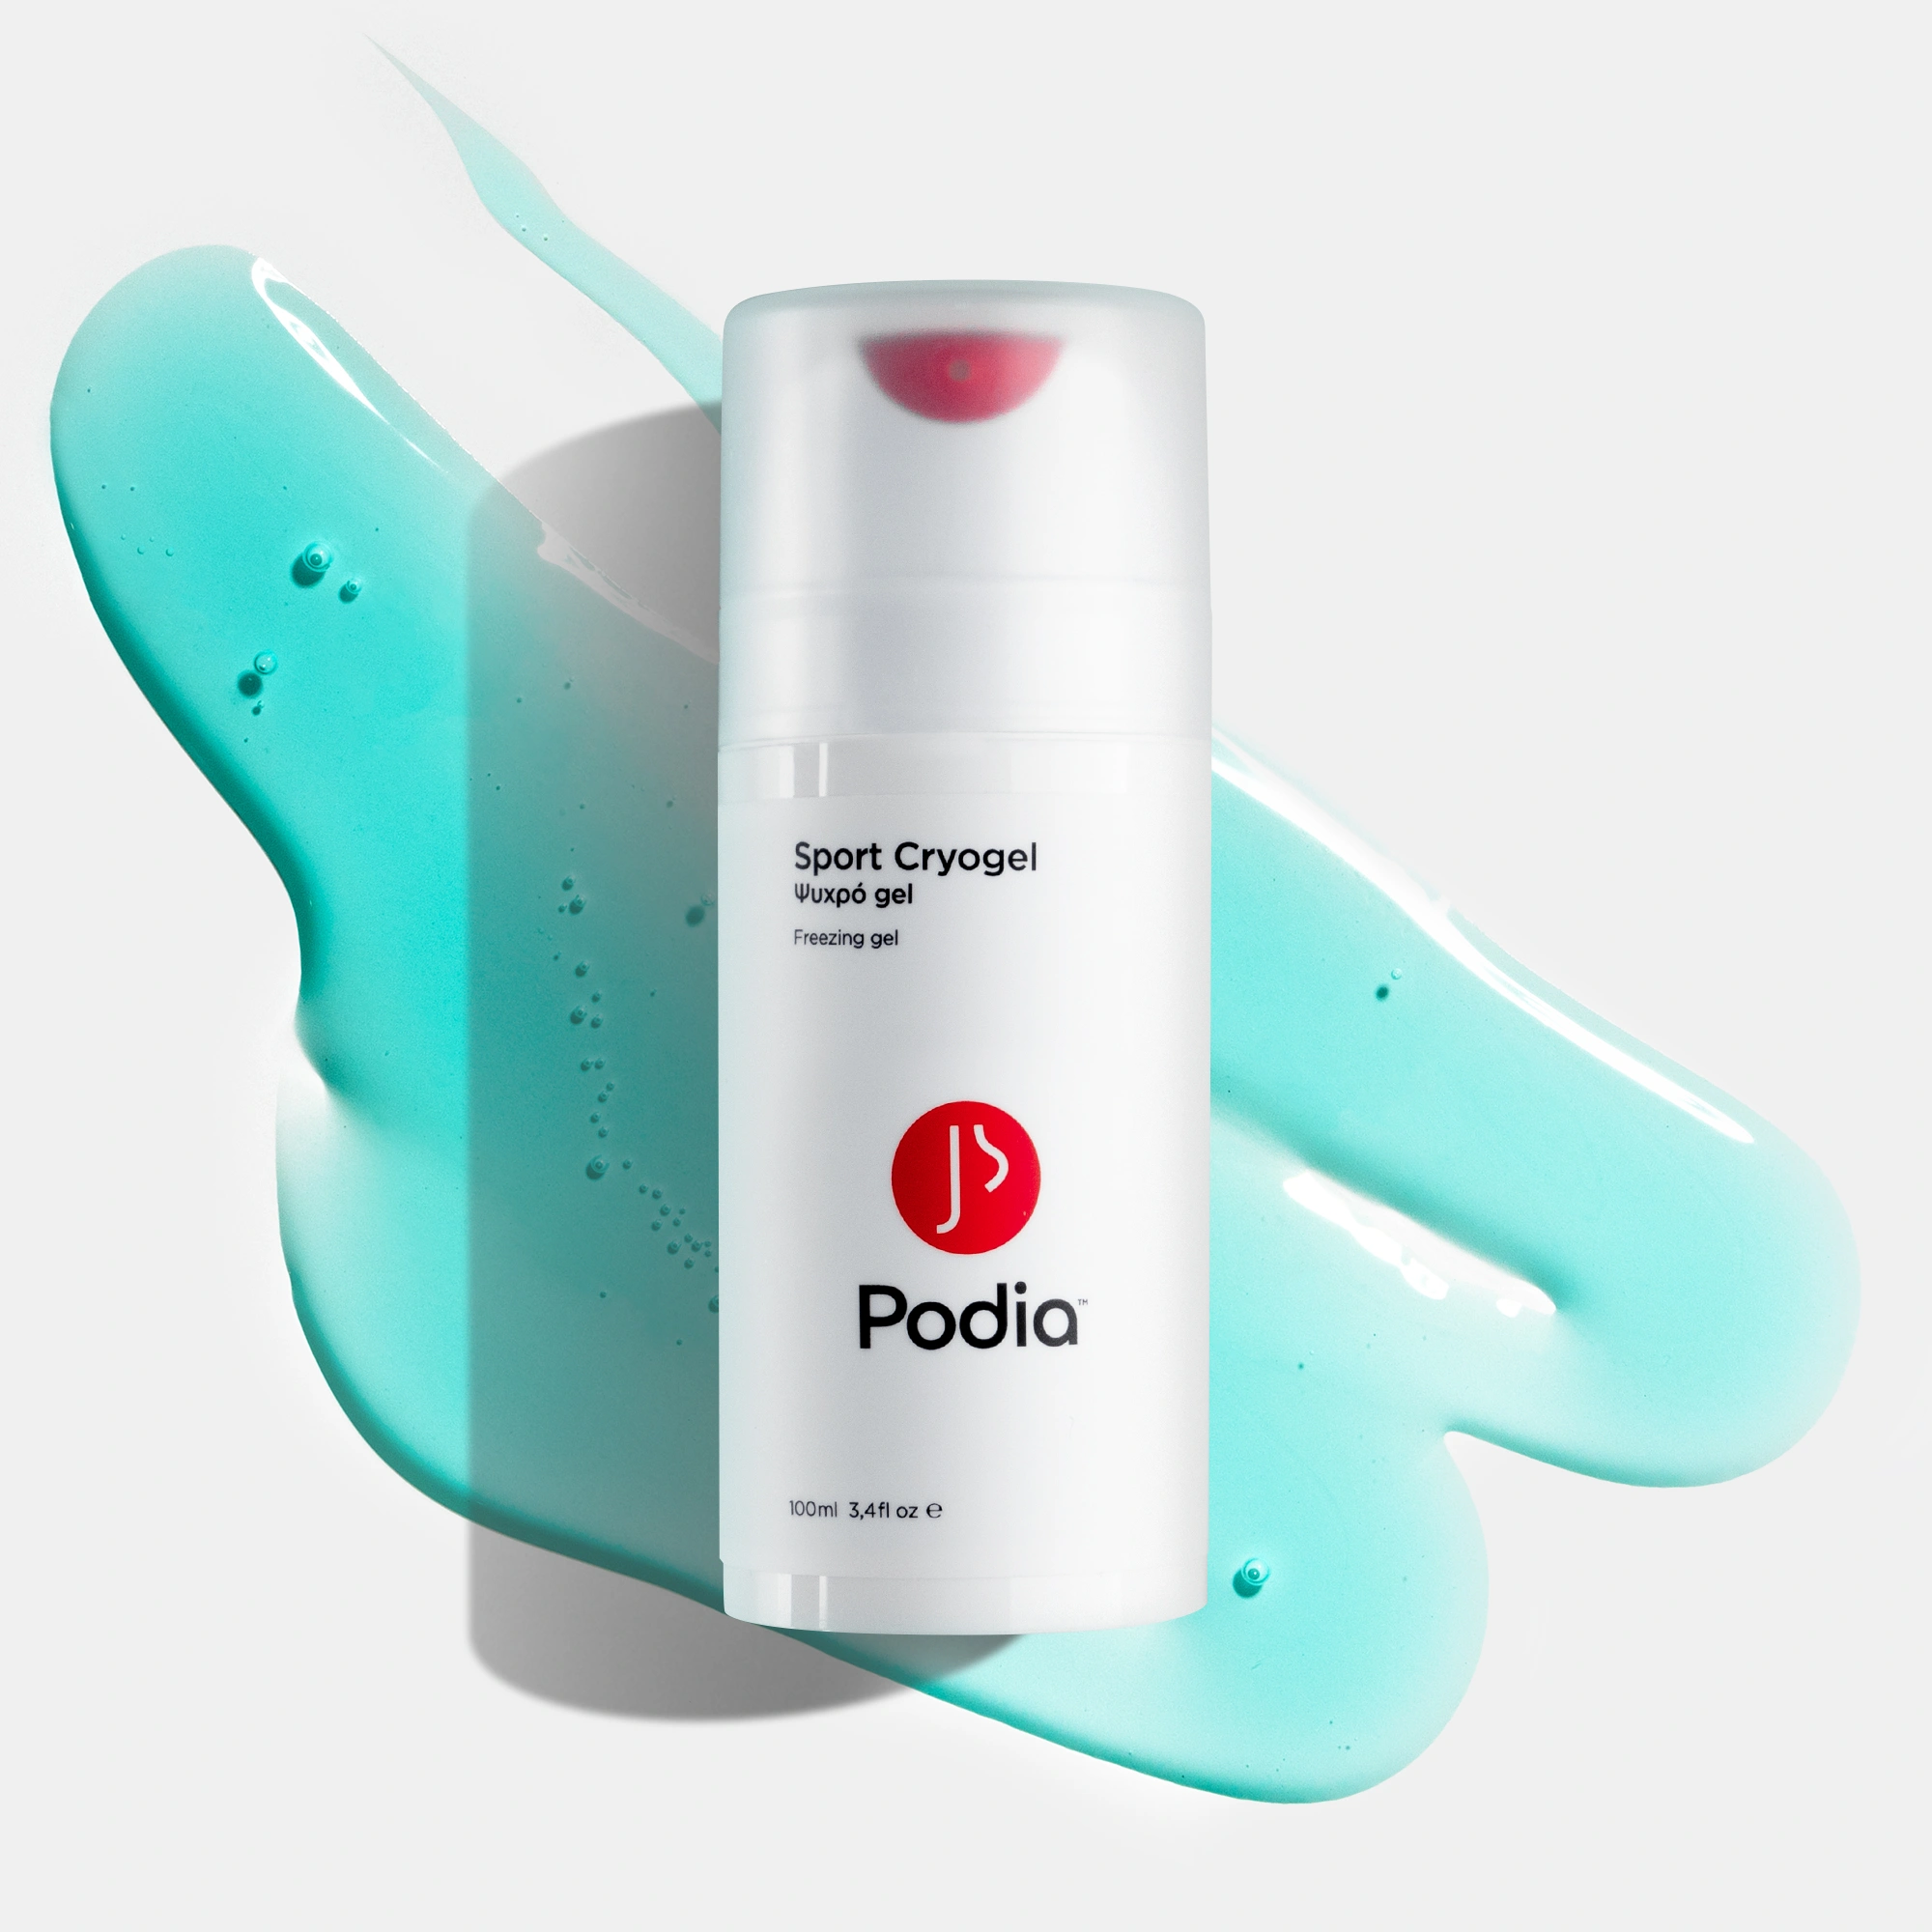 Sport Cryogel
Ψυχρό gel
Freezing gel
Podia™
100ml 3,4fl oz ℮